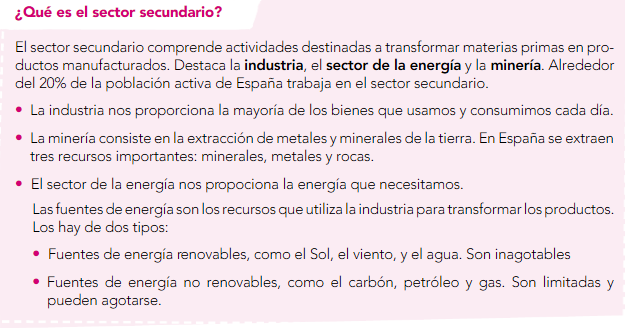 ¿Qué es el sector secundario?
El sector secundario comprende actividades destinadas a transformar materias primas en pro-
ductos manufacturados. Destaca la industria, el sector de la energía y la minería. Alrededor
del 20% de la población activa de España trabaja en el sector secundario.
• La industria nos proporciona la mayoría de los bienes que usamos y consumimos cada día.
• La minería consiste en la extracción de metales y minerales de la tierra. En España se extraen
tres recursos importantes: minerales, metales y rocas.
• El sector de la energía nos propociona la energía que necesitamos.
Las fuentes de energía son los recursos que utiliza la industria para transformar los productos.
Los hay de dos tipos:
• Fuentes de energía renovables, como el Sol, el viento, y el agua. Son inagotables
• Fuentes de energía no renovables, como el carbón, petróleo y gas. Son limitadas y
pueden agotarse.